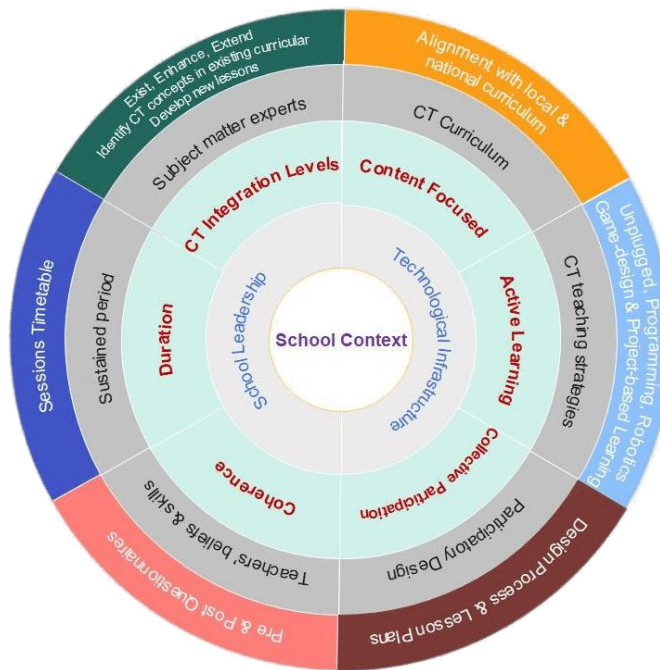 Exist, Enhance, Extend
Identify CT concepts in existing curricular
Develop new lessons
Alignment with local &
national curriculum
Unplugged, Programming, Robotics
Game-design & Project-based Learning
Design Process & Lesson Plans
Pre & Post Questionnaires
Sessions Timetable
Subject matter experts
CT Curriculum
CT teaching strategies
Participatory Design
Teachers' beliefs & skills
Sustained period
CT Integration Levels
Content Focused
Active Learning
Collective Participation
Coherence
Duration
School Leadership
Technological Infrastructure
School Context